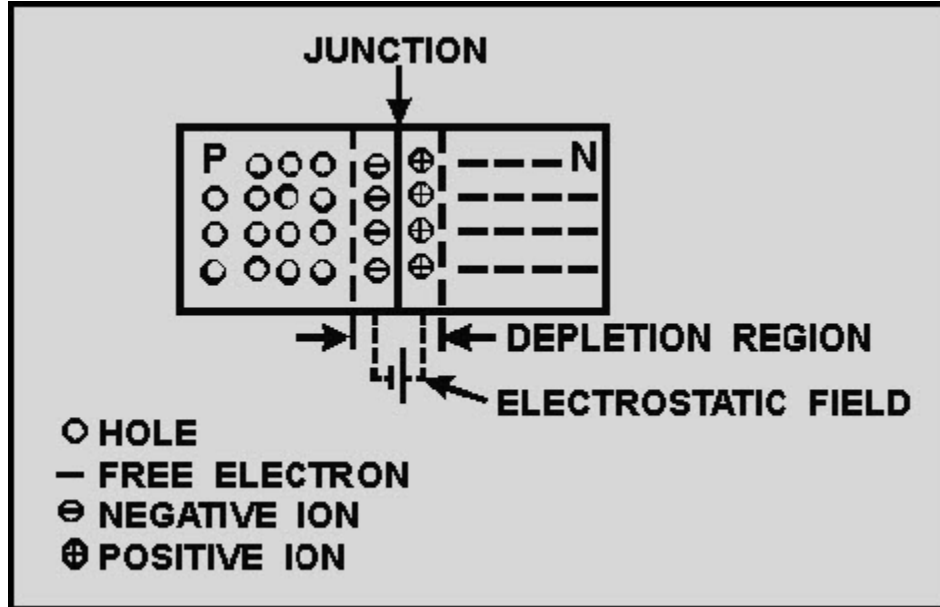 JUNCTION
P
N
DEPLETION REGION
ELECTROSTATIC FIELD
HOLE
FREE ELECTRON
NEGATIVE ION
POSITIVE ION